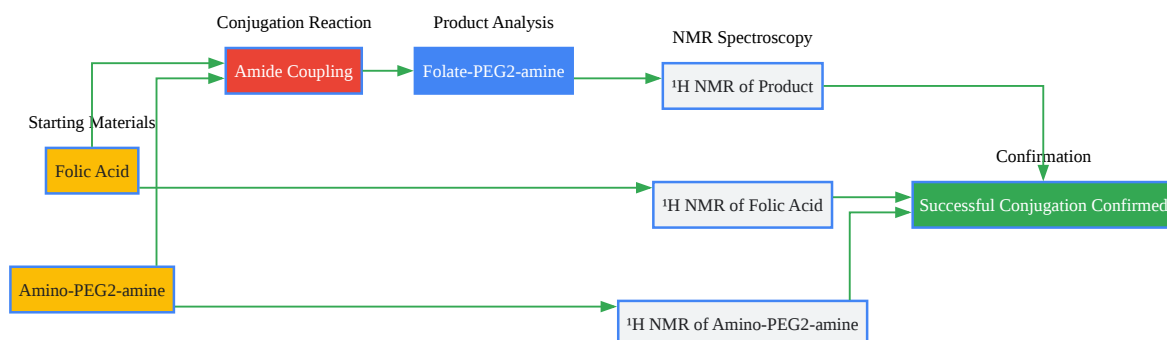 Conjugation Reaction
Product Analysis
NMR Spectroscopy
Amide Coupling
Folate-PEG2-amine
¹H NMR of Product
Starting Materials
Folic Acid
Confirmation
¹H NMR of Folic Acid
Successful Conjugation Confirmed
Amino-PEG2-amine
¹H NMR of Amino-PEG2-amine